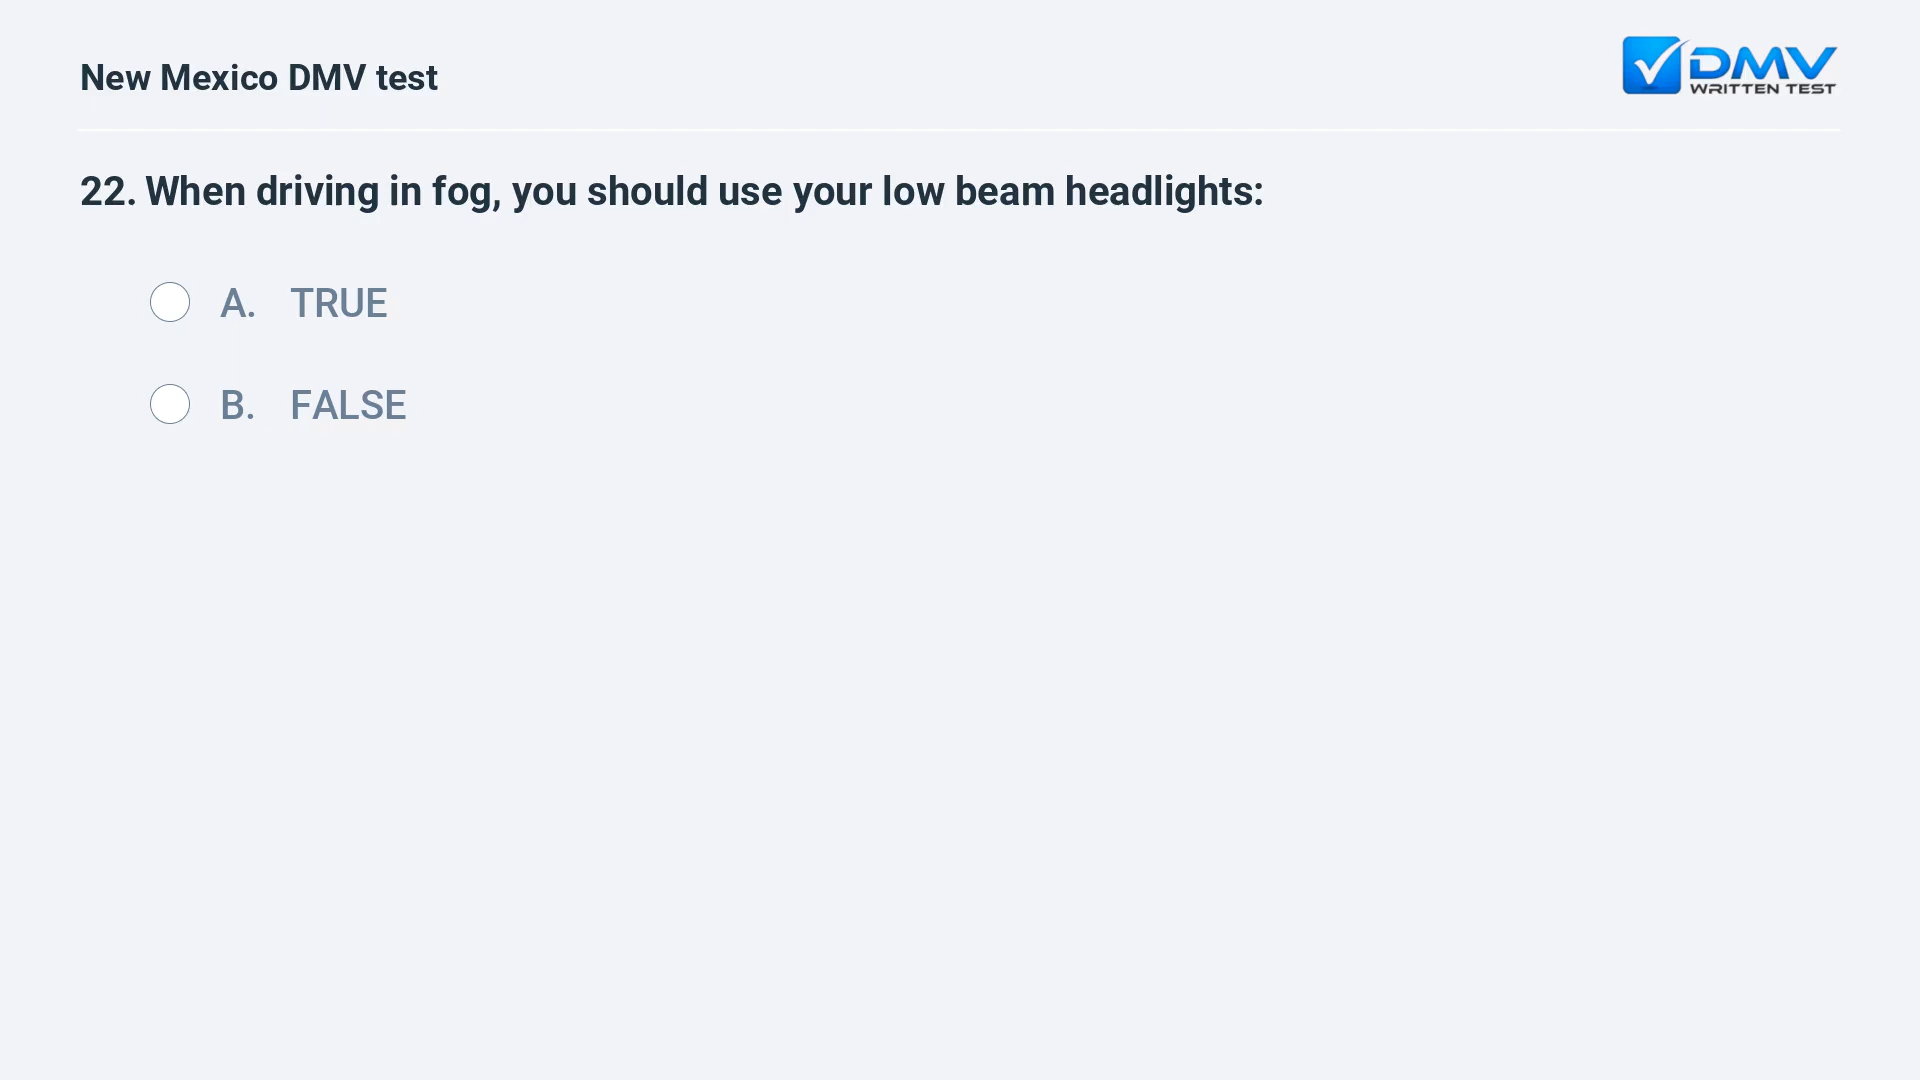 New Mexico DMV test
DMV
WRITTEN TEST
22. When driving in fog, you should use your low beam headlights:
A. TRUE
B. FALSE